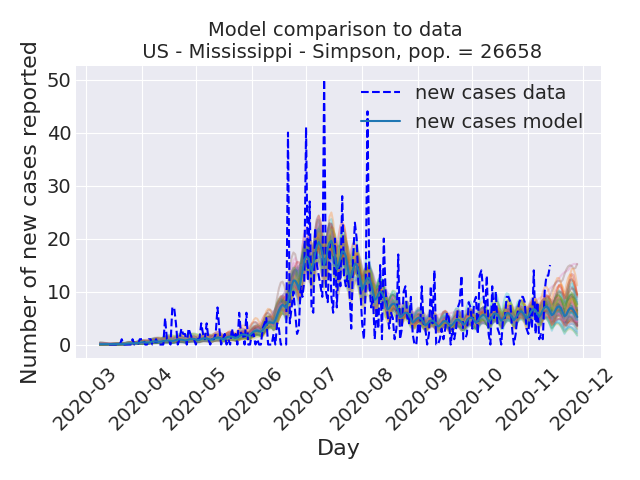 Model comparison to data
US - Mississippi - Simpson, pop. = 26658
Number of new cases reported
50
40
30
20
10
0
new cases data
new cases model
2020-03
2020-04
2020-05
2020-06
2020-07
2020-08
2020-09
2020-10
2020-11
2020-12
Day